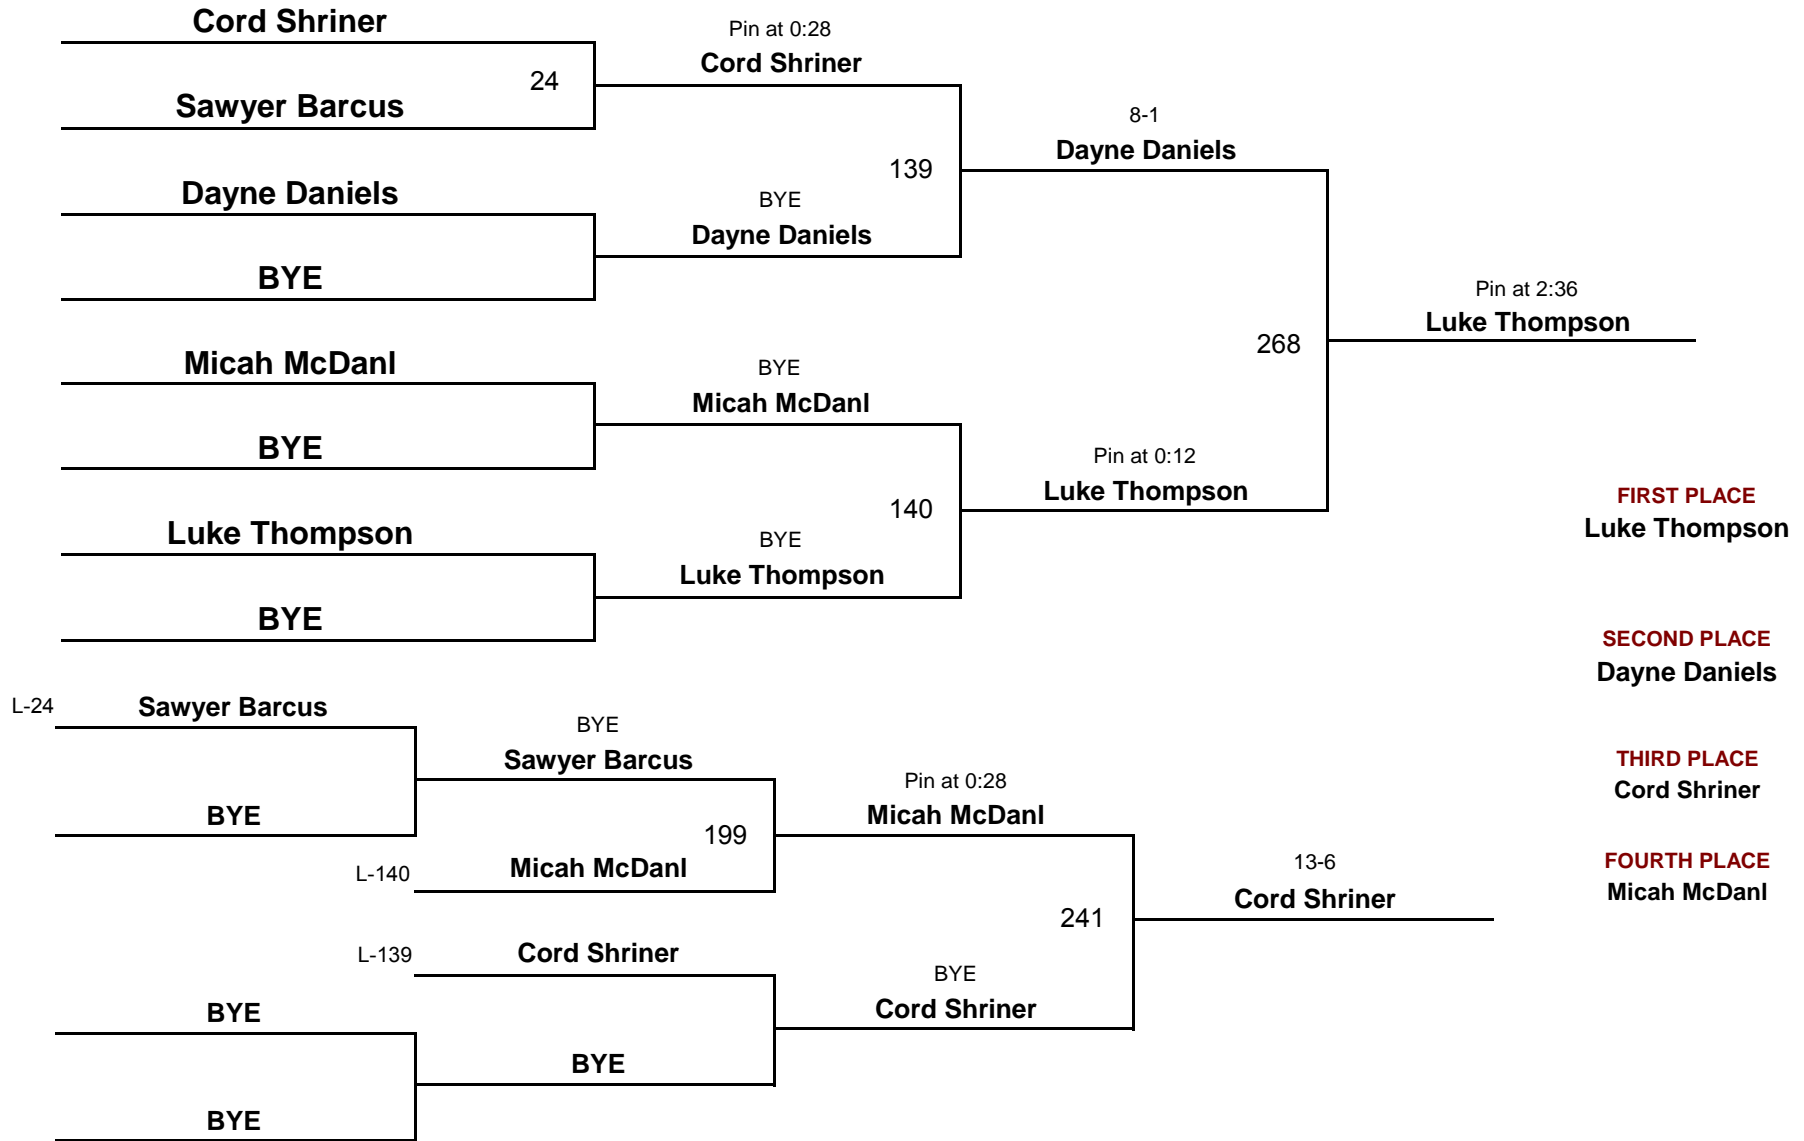 Cord Shriner
24
Sawyer Barcus
Dayne Daniels
BYE
Micah McDanl
BYE
Luke Thompson
BYE
Pin at 0:28
Cord Shriner
139
BYE
Dayne Daniels
BYE
Micah McDanl
140
BYE
Luke Thompson
8-1
Dayne Daniels
268
Pin at 0:12
Luke Thompson
Pin at 2:36
Luke Thompson
FIRST PLACE
Luke Thompson
SECOND PLACE
Dayne Daniels
THIRD PLACE
Cord Shriner
FOURTH PLACE
Micah McDanl
L-24
Sawyer Barcus
BYE
BYE
BYE
BYE
Sawyer Barcus
199
L-140
Micah McDanl
L-139
Cord Shriner
BYE
Pin at 0:28
Micah McDanl
241
BYE
Cord Shriner
13-6
Cord Shriner